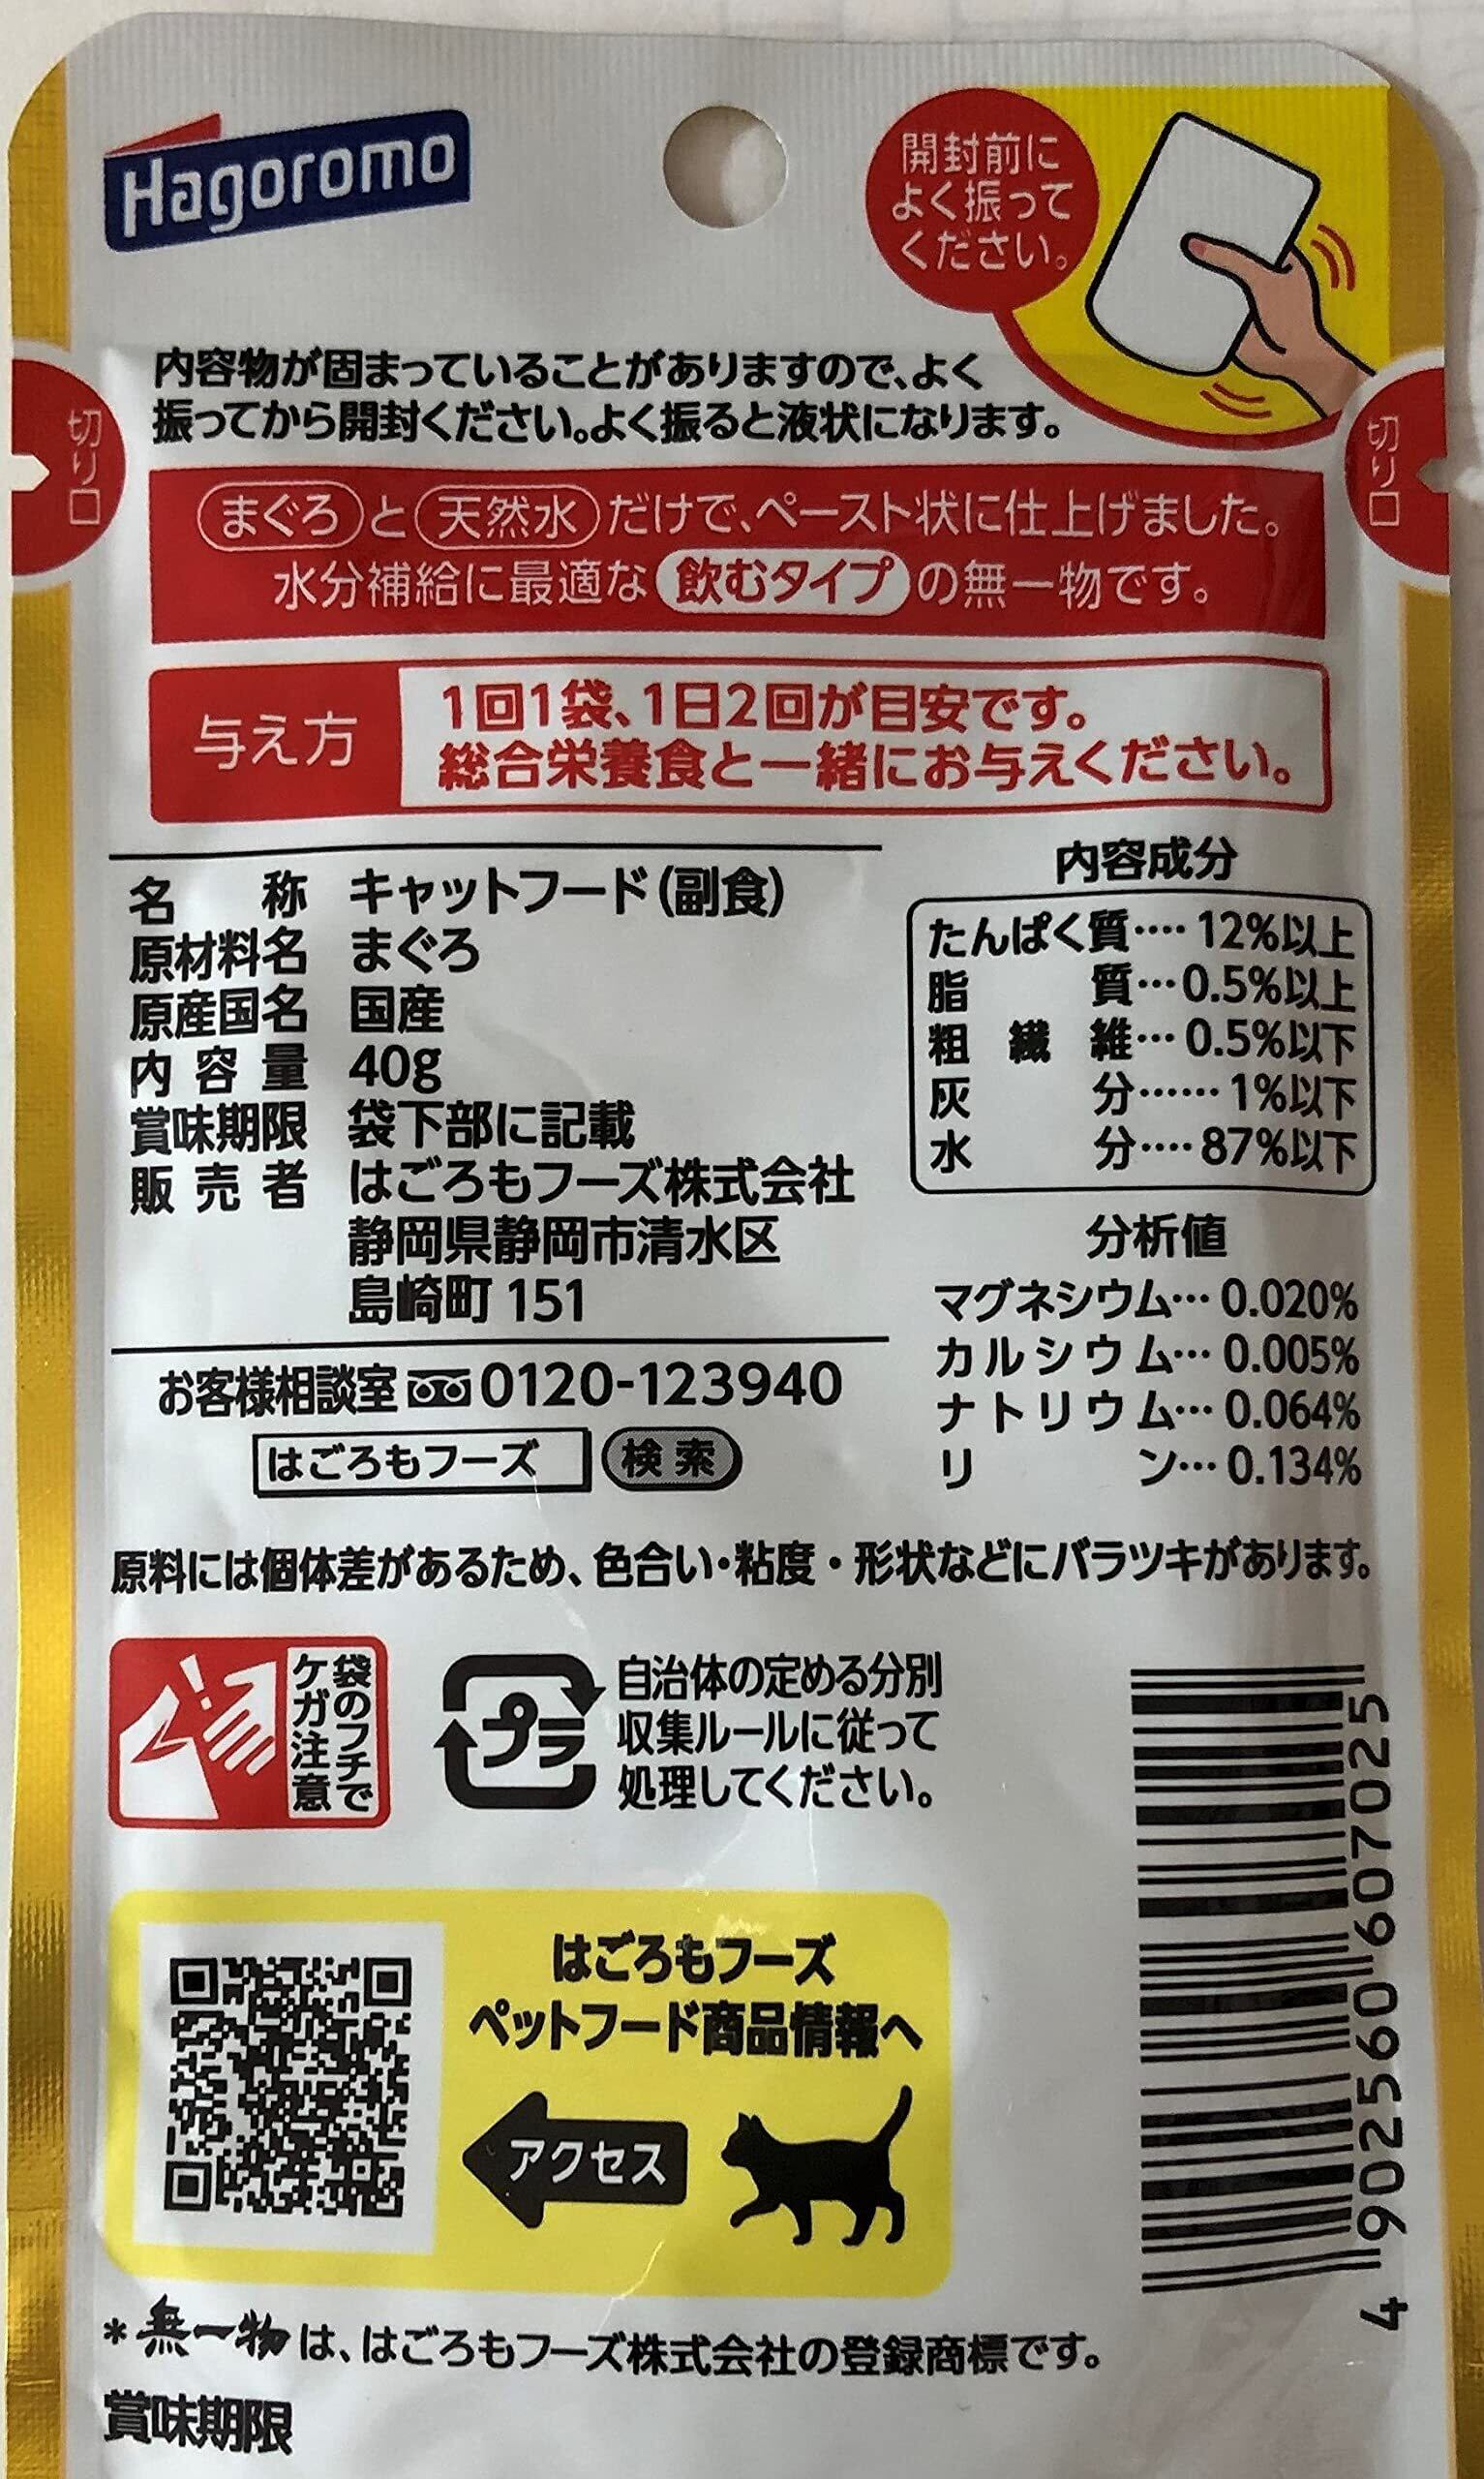 Hagoromo
開封前に
よく振って
ください。
内容物が固まっていることがありますので、よく
振ってから開封ください。よく振ると液状になります。
切り口
切り口
まぐろと天然水だけで、ペースト状に仕上げました。
水分補給に最適な飲むタイプの無一物です。
与え方
1回1袋、1日2回が目安です。
総合栄養食と一緒にお与えください。
名称 キャットフード(副食)
原材料名 まぐろ
原産国名 国産
内容量 40g
賞味期限 袋下部に記載
販売者 はごろもフーズ株式会社
静岡県静岡市清水区
島崎町 151
お客様相談室 0120-123940
はごろもフーズ 検索
内容成分
たんぱく質‥‥12%以上
脂質…0.5%以上
粗繊維…0.5%以下
灰分……1%以下
水分‥‥87%以下
分析値
マグネシウム…0.020%
カルシウム…0.005%
ナトリウム…0.064%
リン…0.134%
原料には個体差があるため、色合い・粘度・形状などにバラツキがあります。
袋のフチで
ケガ注意
プラ
自治体の定める分別
収集ルールに従って
処理してください。
4902560607025
はごろもフーズ
ペットフード商品情報へ
アクセス
*無一物は、はごろもフーズ株式会社の登録商標です。
賞味期限